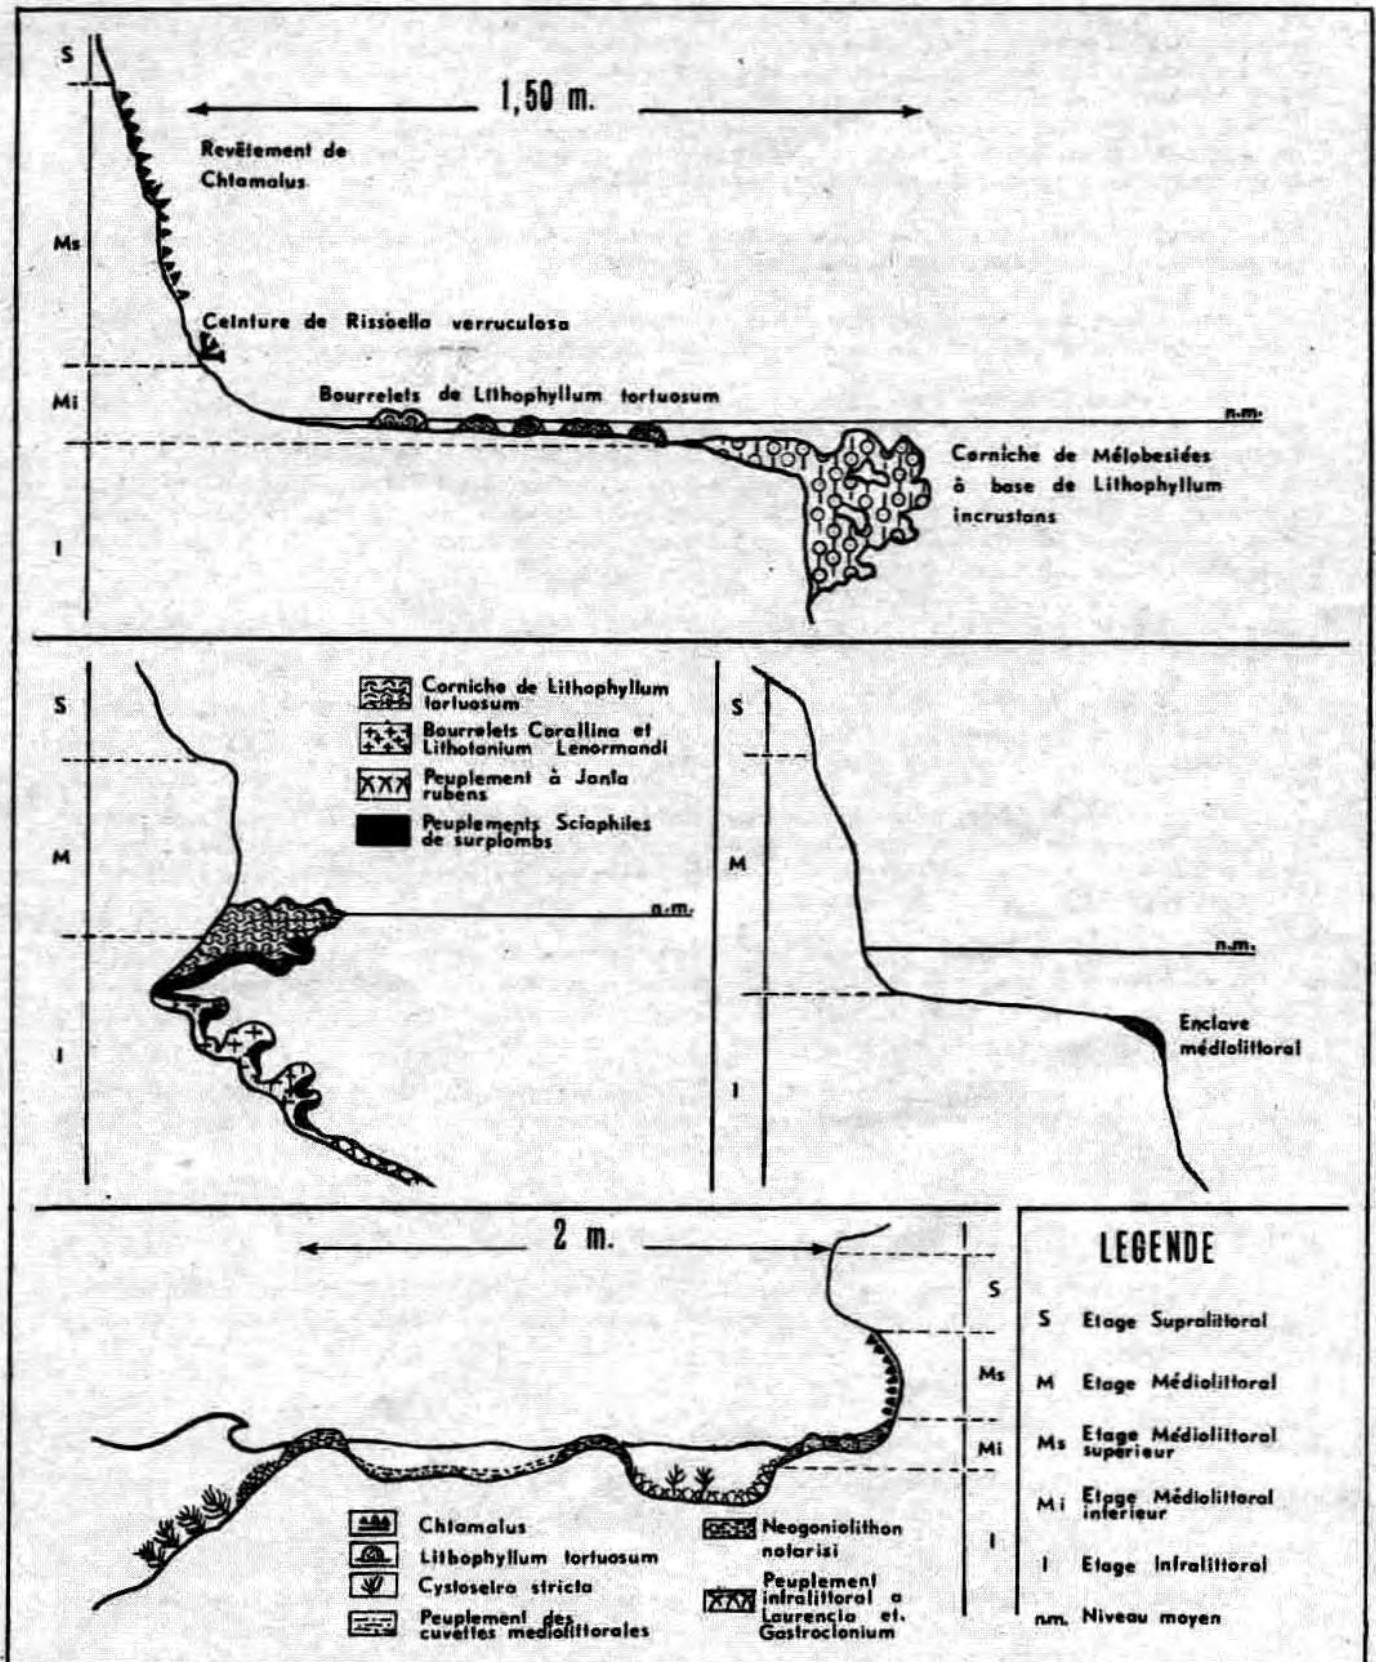 S
1,50 m.
Revêtement de
Chtamalus.
Ms
Ceinture de Rissoella verruculosa
Mi
Bourrelets de Lithophyllum tortuosum
n.m.
Corniche de Mélobesiées
à base de Lithophyllum
incrustans
I
S
M
I
Corniche de Lithophyllum
tortuosum
Bourrelets Corallina et
Lithotanium Lenormandi
Peuplement à Janla
rubens
Peuplements Sciaphiles
de surplombs
n.m.
S
M
n.m.
I
Enclave
médiolittoral
2 m.
I
S
Ms
Mi
I
Chtamalus
Lithophyllum tortuosum
Cystoseira stricta
Peuplement des
cuvettes mediolittorales
Neogoniolithon
notarisi
Peuplement
infralittoral a
Laurencia et.
Gastroclonium
LEGENDE
S Etage Supralittoral
M Etage Médiolittoral
Ms Etage Médiolittoral
supérieur
Mi Etage Médiolittoral
inférieur
I Etage Infralittoral
n.m. Niveau moyen